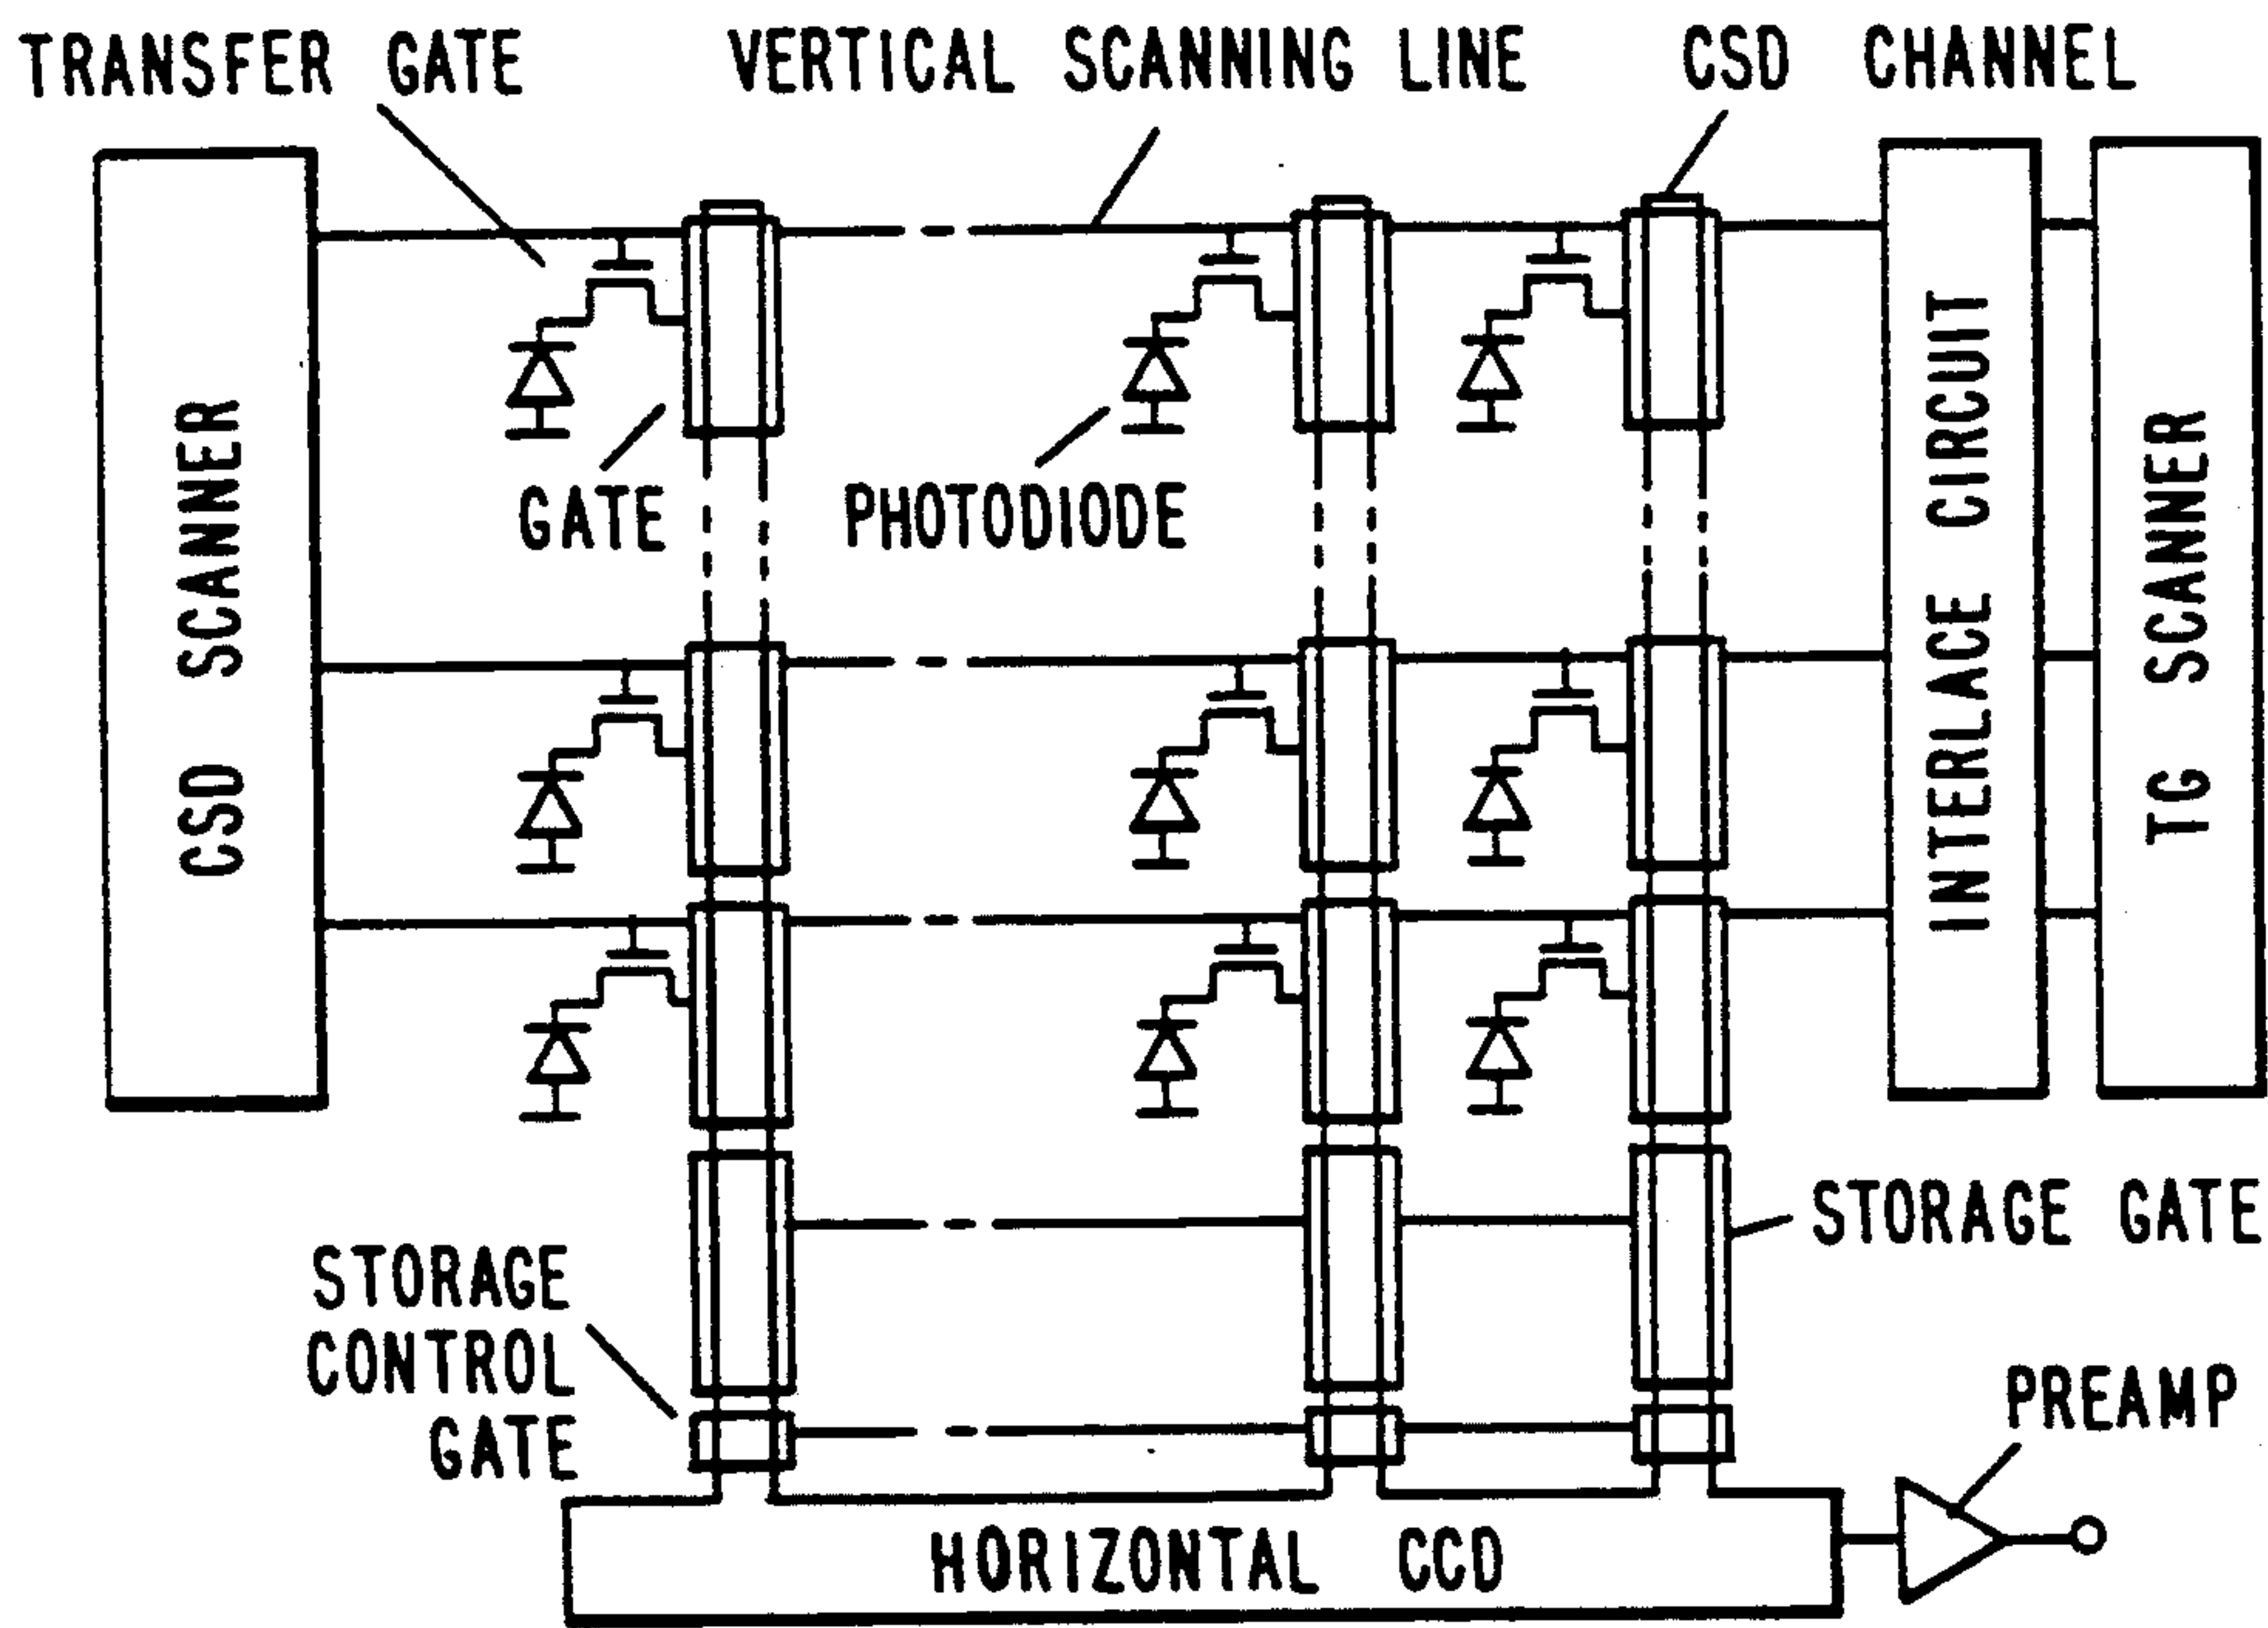 TRANSFER GATE
VERTICAL SCANNING LINE
CSD CHANNEL
CSD SCANNER
GATE
PHOTODIODE
INTERLACE CIRCUIT
TG SCANNER
STORAGE GATE
STORAGE
CONTROL
GATE
PREAMP
HORIZONTAL CCD